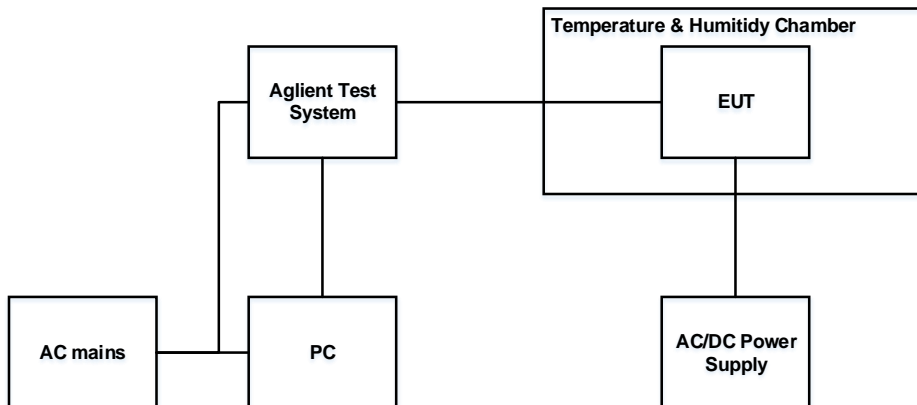 Temperature & Humitidy Chamber
Aglient Test
System
EUT
AC mains
PC
AC/DC Power
Supply